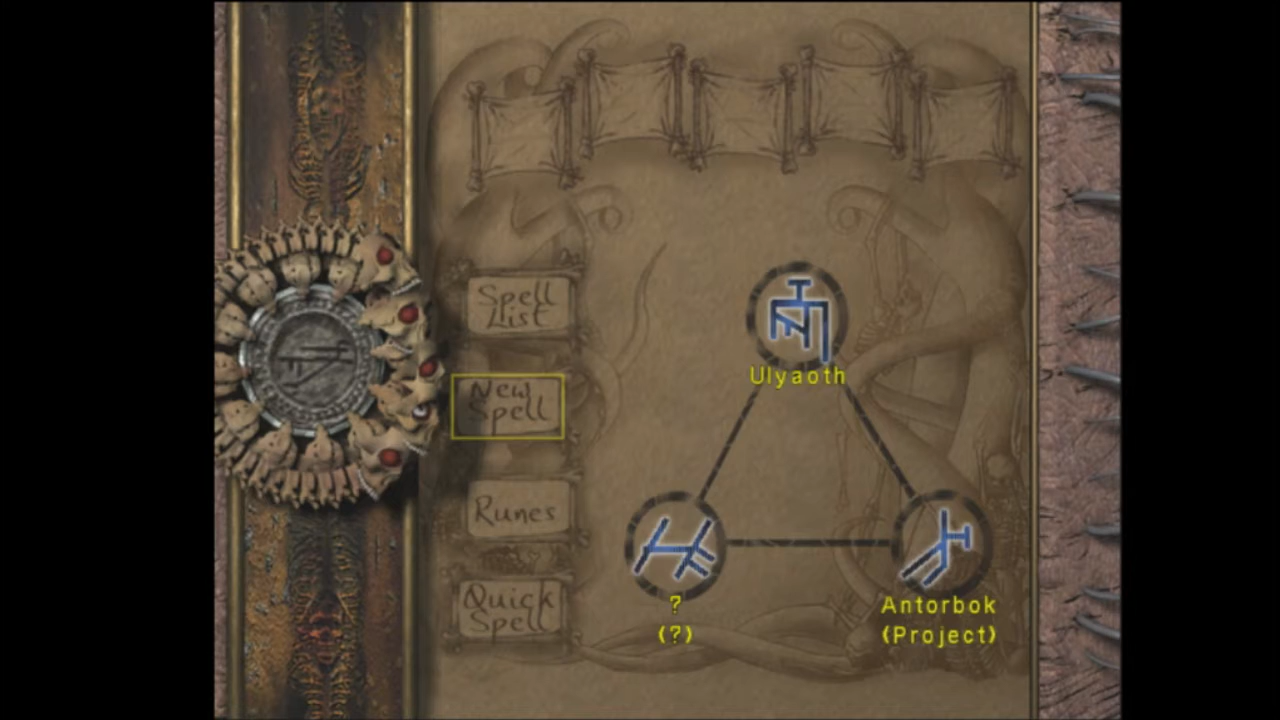 Spell
List
New
Spell
Runes
Quick
Spell
Ulyaoth
?
(?)
Antorbok
(Project)